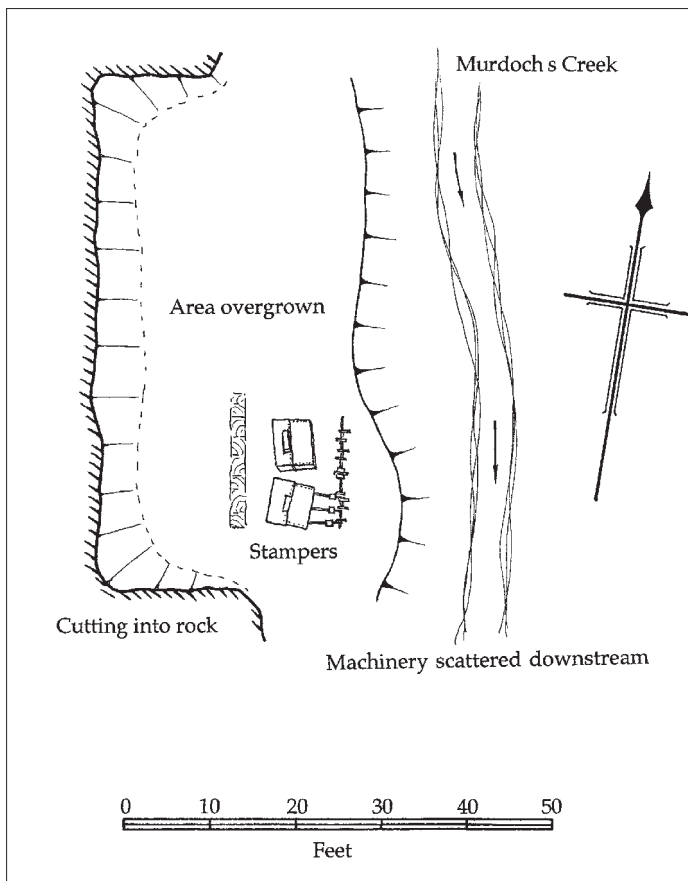 Murdoch s Creek
Area overgrown
Stampers
Cutting into rock
Machinery scattered downstream
0 10 20 30 40 50
Feet